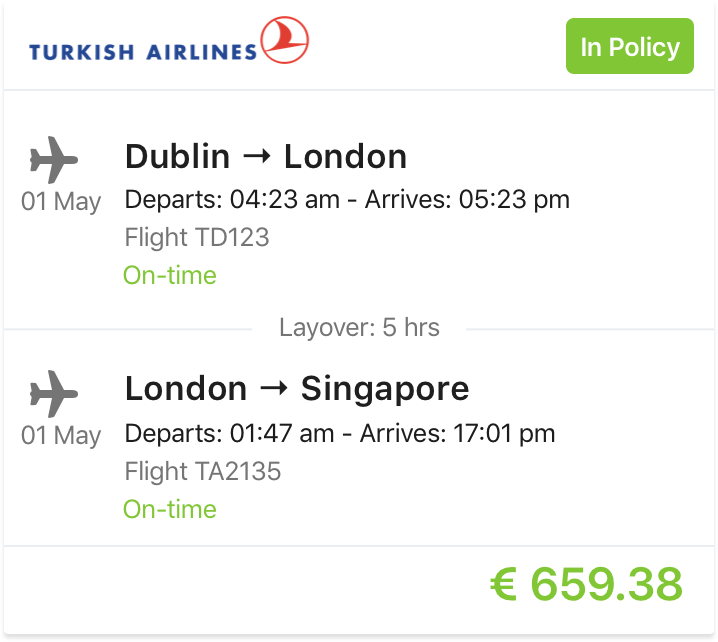 TURKISH AIRLINES
In Policy
Dublin → London
01 May
Departs: 04:23 am - Arrives: 05:23 pm
Flight TD123
On-time
Layover: 5 hrs
London → Singapore
01 May
Departs: 01:47 am - Arrives: 17:01 pm
Flight TA2135
On-time
€ 659.38